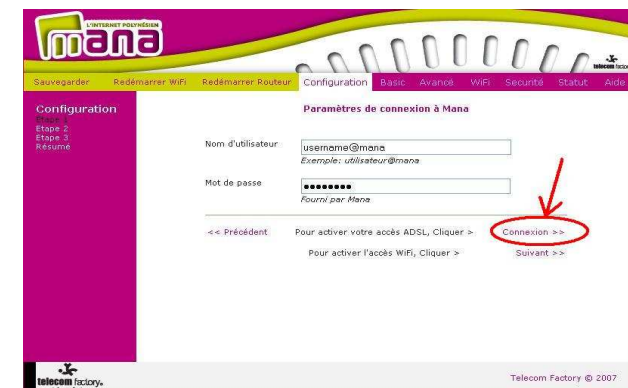 L'INTERNET POLYNÉSIEN
mana
telecom factory
Sauvegarder Redémarrer WiFi Redémarrer Routeur Configuration Basic Avancé WiFi Securité Statut Aide
Configuration
Etape 1
Etape 2
Etape 3
Résumé
Paramètres de connexion à Mana
Nom d'utilisateur
username@mana
Exemple: utilisateur@mana
Mot de passe
Fourni par Mana
<< Précédent Pour activer votre accès ADSL, Cliquer > Connexion >>
Pour activer l'accès WiFi, Cliquer > Suivant >>
telecom factory.
Telecom Factory © 2007